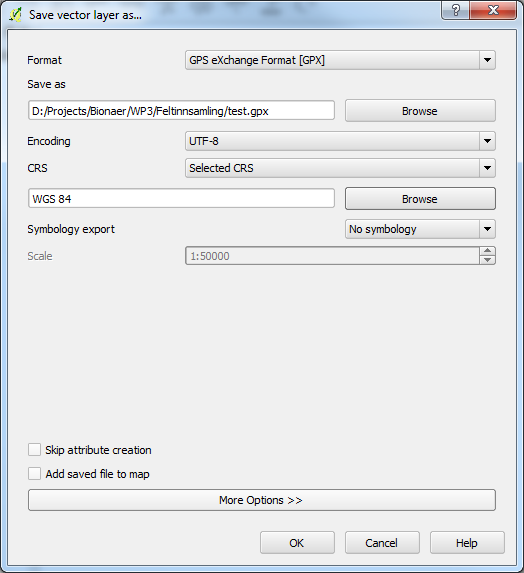 Save vector layer as...
Format GPS eXchange Format [GPX]
Save as
D:/Projects/Bionaer/WP3/Feltinnsamling/test.gpx Browse
Encoding UTF-8
CRS Selected CRS
WGS 84 Browse
Symbology export No symbology
Scale 1:50000
Skip attribute creation
Add saved file to map
More Options >>
OK Cancel Help